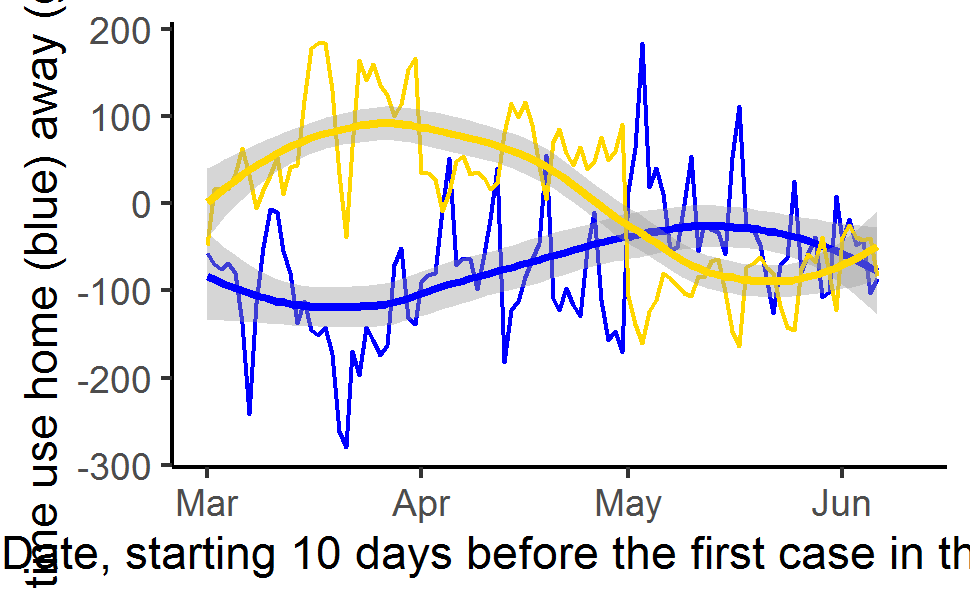 time use home (blue) away (
200
100
0
-100
-200
-300
Mar Apr May Jun
Date, starting 10 days before the first case in th